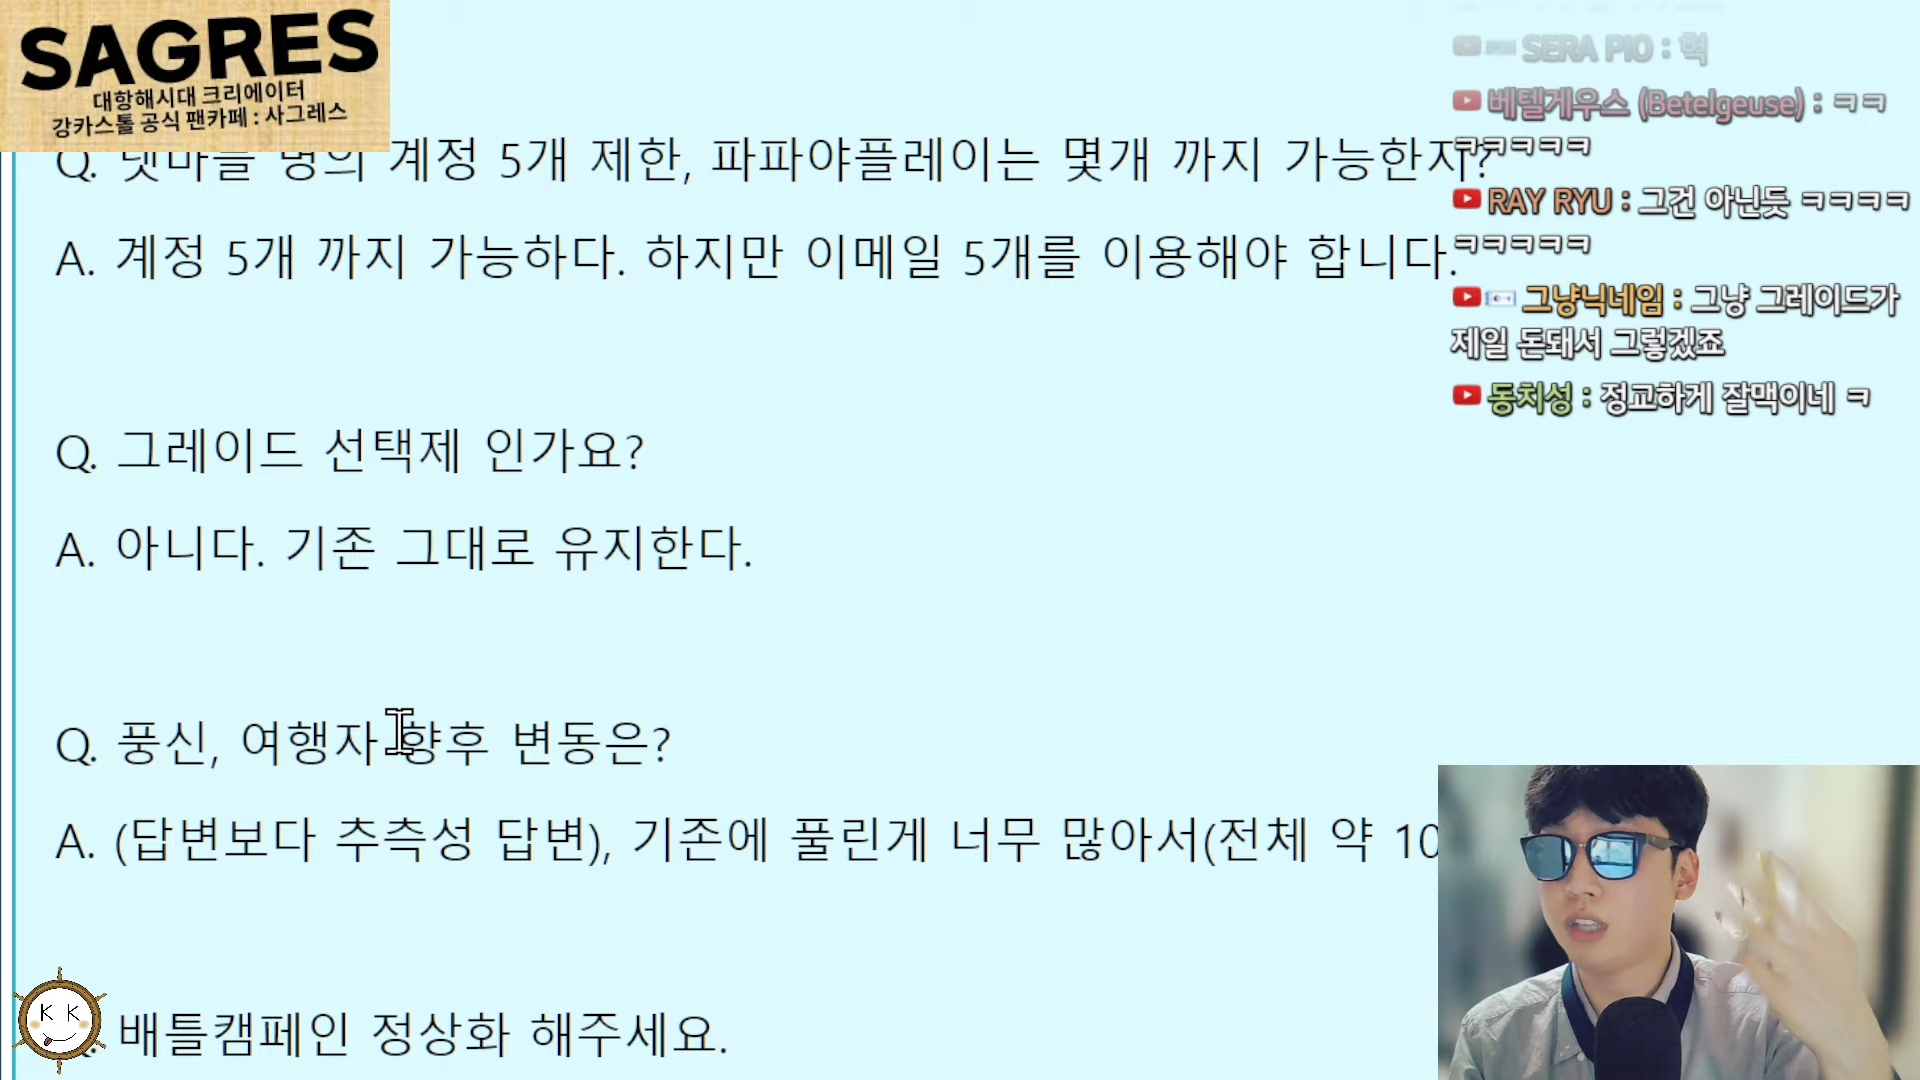 SAGRES
대항해시대 크리에이터
강카스톨 공식 팬카페 : 사그레스
Q. 넷마블 명의 계정 5개 제한, 파파야플레이는 몇개 까지 가능한지?
A. 계정 5개 까지 가능하다. 하지만 이메일 5개를 이용해야 합니다.
Q. 그레이드 선택제 인가요?
A. 아니다. 기존 그대로 유지한다.
Q. 풍신, 여행자 향후 변동은?
A. (답변보다 추측성 답변), 기존에 풀린게 너무 많아서(전체 약 10
배틀캠페인 정상화 해주세요.
K K
SERA PIO : 헉
베텔게우스 (Betelgeuse) : ㅋㅋ
ㅋㅋㅋㅋㅋ
RAY RYU : 그건 아닌듯 ㅋㅋㅋㅋ
ㅋㅋㅋㅋㅋ
그냥닉네임 : 그냥 그레이드가
제일 돈돼서 그렇겠죠
동치성 : 정교하게 잘맥이네 ㅋ